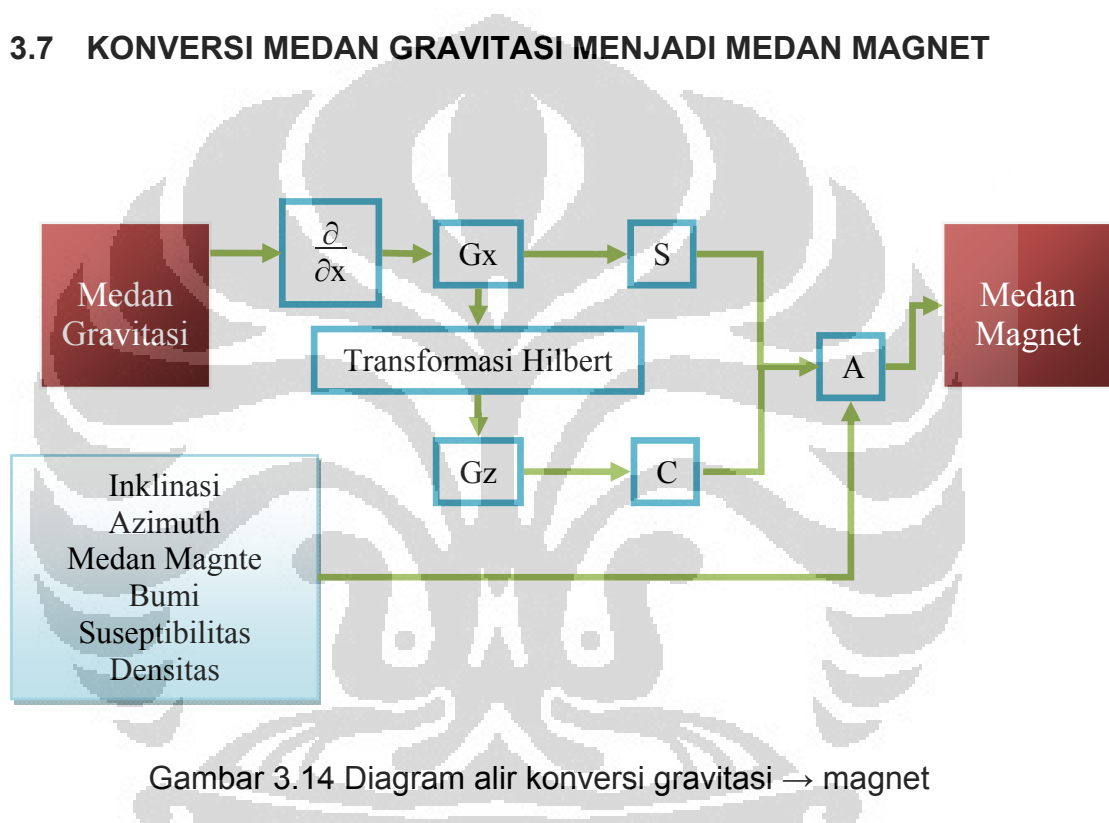 3.7 KONVERSI MEDAN GRAVITASI MENJADI MEDAN MAGNET
Medan
Gravitasi
∂
∂x
Gx
S
Transformasi Hilbert
Gz
C
A
Medan
Magnet
Inklinasi
Azimuth
Medan Magnte
Bumi
Suseptibilitas
Densitas
Gambar 3.14 Diagram alir konversi gravitasi → magnet